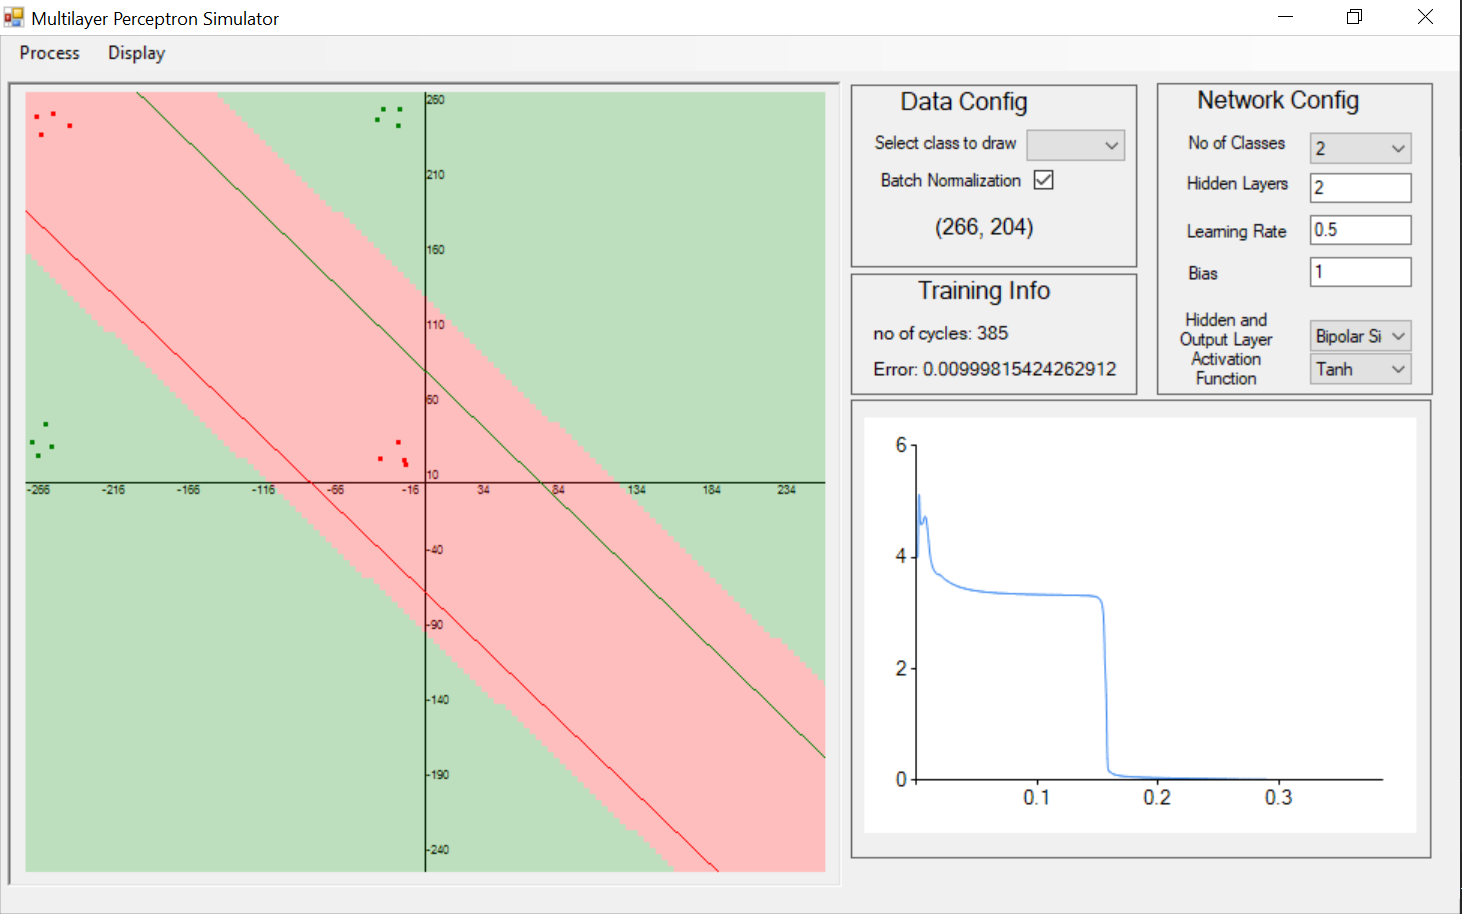 Multilayer Perceptron Simulator
Process Display
260
210
160
110
60
10
-266 -216 -166 -116 -66 -16 34 84 134 184 234
-40
-90
-140
-190
-240
Data Config
Select class to draw
Batch Normalization
(266, 204)
Training Info
no of cycles: 385
Error: 0.00999815424262912
Network Config
No of Classes 2
Hidden Layers 2
Learning Rate 0.5
Bias 1
Hidden and
Output Layer
Activation
Function
Bipolar Si
Tanh
6
4
2
0
0.1 0.2 0.3